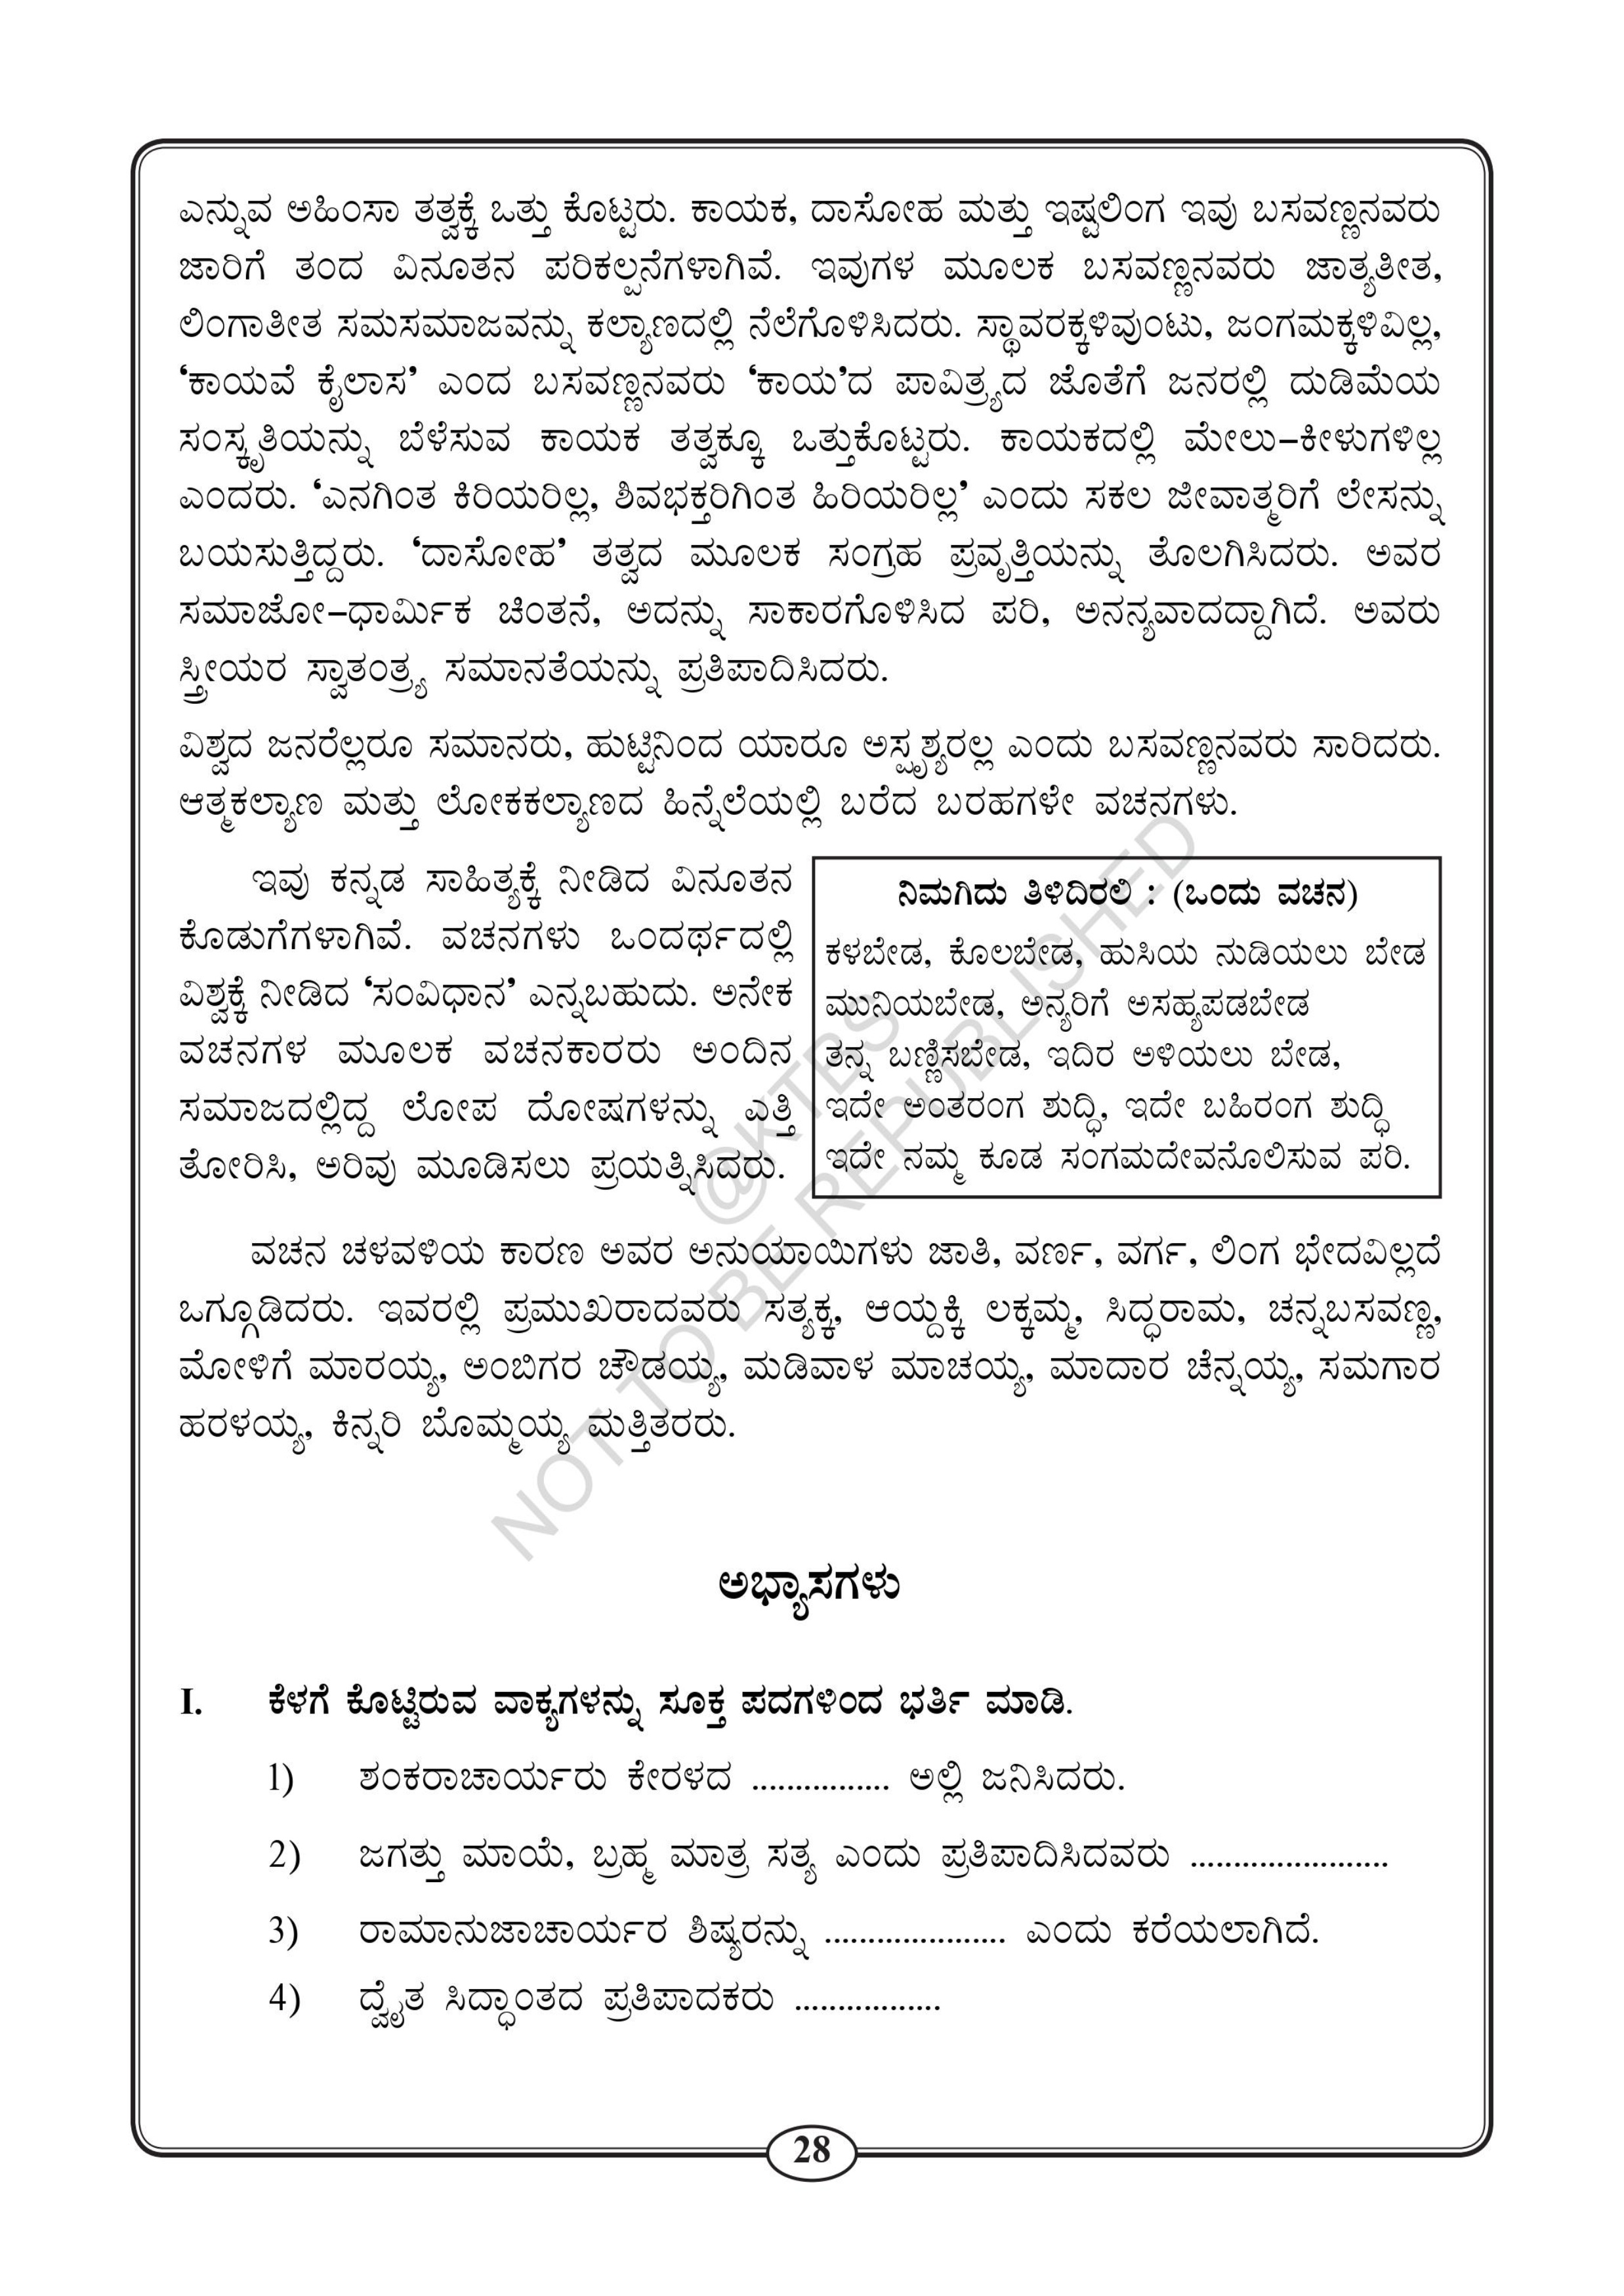 ಎನ್ನುವ ಅಹಿಂಸಾ ತತ್ವಕ್ಕೆ ಒತ್ತು ಕೊಟ್ಟರು. ಕಾಯಕ, ದಾಸೋಹ ಮತ್ತು ಇಷ್ಟಲಿಂಗ ಇವು ಬಸವಣ್ಣನವರು
ಜಾರಿಗೆ ತಂದ ವಿನೂತನ ಪರಿಕಲ್ಪನೆಗಳಾಗಿವೆ. ಇವುಗಳ ಮೂಲಕ ಬಸವಣ್ಣನವರು ಜಾತ್ಯತೀತ,
ಲಿಂಗಾತೀತ ಸಮಸಮಾಜವನ್ನು ಕಲ್ಯಾಣದಲ್ಲಿ ನೆಲೆಗೊಳಿಸಿದರು. ಸ್ಥಾವರಕ್ಕಳಿವುಂಟು, ಜಂಗಮಕ್ಕಳಿವಿಲ್ಲ,
‘ಕಾಯವೆ ಕೈಲಾಸ’ ಎಂದ ಬಸವಣ್ಣನವರು ‘ಕಾಯ’ದ ಪಾವಿತ್ರ್ಯದ ಜೊತೆಗೆ ಜನರಲ್ಲಿ ದುಡಿಮೆಯ
ಸಂಸ್ಕೃತಿಯನ್ನು ಬೆಳೆಸುವ ಕಾಯಕ ತತ್ವಕ್ಕೂ ಒತ್ತುಕೊಟ್ಟರು. ಕಾಯಕದಲ್ಲಿ ಮೇಲು–ಕೀಳುಗಳಿಲ್ಲ
ಎಂದರು. ‘ಎನಗಿಂತ ಕಿರಿಯರಿಲ್ಲ, ಶಿವಭಕ್ತರಿಗಿಂತ ಹಿರಿಯರಿಲ್ಲ’ ಎಂದು ಸಕಲ ಜೀವಾತ್ಮರಿಗೆ ಲೇಸನ್ನು
ಬಯಸುತ್ತಿದ್ದರು. ‘ದಾಸೋಹ’ ತತ್ವದ ಮೂಲಕ ಸಂಗ್ರಹ ಪ್ರವೃತ್ತಿಯನ್ನು ತೊಲಗಿಸಿದರು. ಅವರ
ಸಮಾಜೋ–ಧಾರ್ಮಿಕ ಚಿಂತನೆ, ಅದನ್ನು ಸಾಕಾರಗೊಳಿಸಿದ ಪರಿ, ಅನನ್ಯವಾದದ್ದಾಗಿದೆ. ಅವರು
ಸ್ತ್ರೀಯರ ಸ್ವಾತಂತ್ರ್ಯ ಸಮಾನತೆಯನ್ನು ಪ್ರತಿಪಾದಿಸಿದರು.
ವಿಶ್ವದ ಜನರೆಲ್ಲರೂ ಸಮಾನರು, ಹುಟ್ಟಿನಿಂದ ಯಾರೂ ಅಸ್ಪೃಶ್ಯರಲ್ಲ ಎಂದು ಬಸವಣ್ಣನವರು ಸಾರಿದರು.
ಆತ್ಮಕಲ್ಯಾಣ ಮತ್ತು ಲೋಕಕಲ್ಯಾಣದ ಹಿನ್ನೆಲೆಯಲ್ಲಿ ಬರೆದ ಬರಹಗಳೇ ವಚನಗಳು.
ಇವು ಕನ್ನಡ ಸಾಹಿತ್ಯಕ್ಕೆ ನೀಡಿದ ವಿನೂತನ
ಕೊಡುಗೆಗಳಾಗಿವೆ. ವಚನಗಳು ಒಂದರ್ಥದಲ್ಲಿ
ವಿಶ್ವಕ್ಕೆ ನೀಡಿದ ‘ಸಂವಿಧಾನ’ ಎನ್ನಬಹುದು. ಅನೇಕ
ವಚನಗಳ ಮೂಲಕ ವಚನಕಾರರು ಅಂದಿನ
ಸಮಾಜದಲ್ಲಿದ್ದ ಲೋಪ ದೋಷಗಳನ್ನು ಎತ್ತಿ
ತೋರಿಸಿ, ಅರಿವು ಮೂಡಿಸಲು ಪ್ರಯತ್ನಿಸಿದರು.
ನಿಮಗಿದು ತಿಳಿದಿರಲಿ : (ಒಂದು ವಚನ)
ಕಳಬೇಡ, ಕೊಲಬೇಡ, ಹುಸಿಯ ನುಡಿಯಲು ಬೇಡ
ಮುನಿಯಬೇಡ, ಅನ್ಯರಿಗೆ ಅಸಹ್ಯಪಡಬೇಡ
ತನ್ನ ಬಣ್ಣಿಸಬೇಡ, ಇದಿರ ಅಳಿಯಲು ಬೇಡ,
ಇದೇ ಅಂತರಂಗ ಶುದ್ಧಿ, ಇದೇ ಬಹಿರಂಗ ಶುದ್ಧಿ
ಇದೇ ನಮ್ಮ ಕೂಡ ಸಂಗಮದೇವನೊಲಿಸುವ ಪರಿ.
ವಚನ ಚಳವಳಿಯ ಕಾರಣ ಅವರ ಅನುಯಾಯಿಗಳು ಜಾತಿ, ವರ್ಣ, ವರ್ಗ, ಲಿಂಗ ಭೇದವಿಲ್ಲದೆ
ಒಗ್ಗೂಡಿದರು. ಇವರಲ್ಲಿ ಪ್ರಮುಖರಾದವರು ಸತ್ಯಕ್ಕ, ಆಯ್ದಕ್ಕಿ ಲಕ್ಕಮ್ಮ, ಸಿದ್ಧರಾಮ, ಚನ್ನಬಸವಣ್ಣ,
ಮೋಳಿಗೆ ಮಾರಯ್ಯ, ಅಂಬಿಗರ ಚೌಡಯ್ಯ, ಮಡಿವಾಳ ಮಾಚಯ್ಯ, ಮಾದಾರ ಚೆನ್ನಯ್ಯ, ಸಮಗಾರ
ಹರಳಯ್ಯ, ಕಿನ್ನರಿ ಬೊಮ್ಮಯ್ಯ ಮತ್ತಿತರರು.
@KTBS
NOT TO BE REPUBLISHED
ಅಭ್ಯಾಸಗಳು
I. ಕೆಳಗೆ ಕೊಟ್ಟಿರುವ ವಾಕ್ಯಗಳನ್ನು ಸೂಕ್ತ ಪದಗಳಿಂದ ಭರ್ತಿ ಮಾಡಿ.
1) ಶಂಕರಾಚಾರ್ಯರು ಕೇರಳದ ................ ಅಲ್ಲಿ ಜನಿಸಿದರು.
2) ಜಗತ್ತು ಮಾಯೆ, ಬ್ರಹ್ಮ ಮಾತ್ರ ಸತ್ಯ ಎಂದು ಪ್ರತಿಪಾದಿಸಿದವರು .......................
3) ರಾಮಾನುಜಾಚಾರ್ಯರ ಶಿಷ್ಯರನ್ನು ..................... ಎಂದು ಕರೆಯಲಾಗಿದೆ.
4) ದ್ವೈತ ಸಿದ್ಧಾಂತದ ಪ್ರತಿಪಾದಕರು .................
28